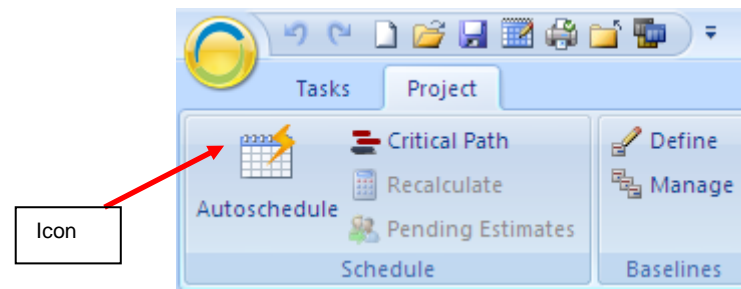 Tasks Project
Critical Path
Define
Recalculate
Manage
Autoschedule
Pending Estimates
Icon
Schedule Baselines